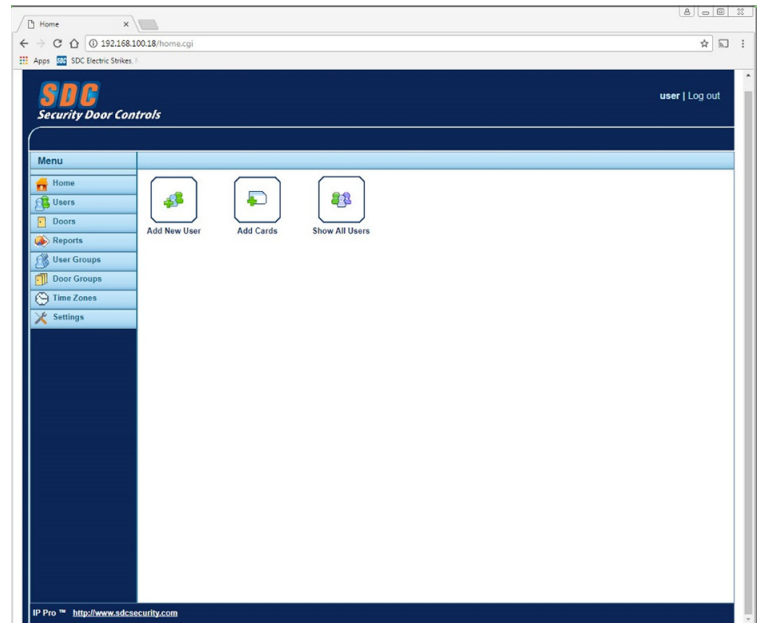 Home
192.168.100.18/home.cgi
Apps SDC SDC Electric Strikes,
SDC
Security Door Controls
user | Log out
Menu
Home
Users
Doors
Reports
User Groups
Door Groups
Time Zones
Settings
Add New User Add Cards Show All Users
IP Pro ™ http://www.sdcsecurity.com